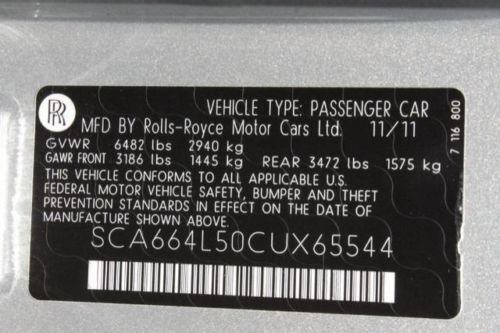 RR
VEHICLE TYPE: PASSENGER CAR
MFD BY Rolls-Royce Motor Cars Ltd. 11/11
GVWR 6482 lbs 2940 kg
GAWR FRONT 3186 lbs 1445 kg REAR 3472 lbs 1575 kg
THIS VEHICLE CONFORMS TO ALL APPLICABLE
FEDERAL MOTOR VEHICLE SAFETY, BUMPER AND THEFT
PREVENTION STANDARDS IN EFFECT ON THE DATE OF
MANUFACTURE SHOWN ABOVE.
SCA664L50CUX65544
7 116 800